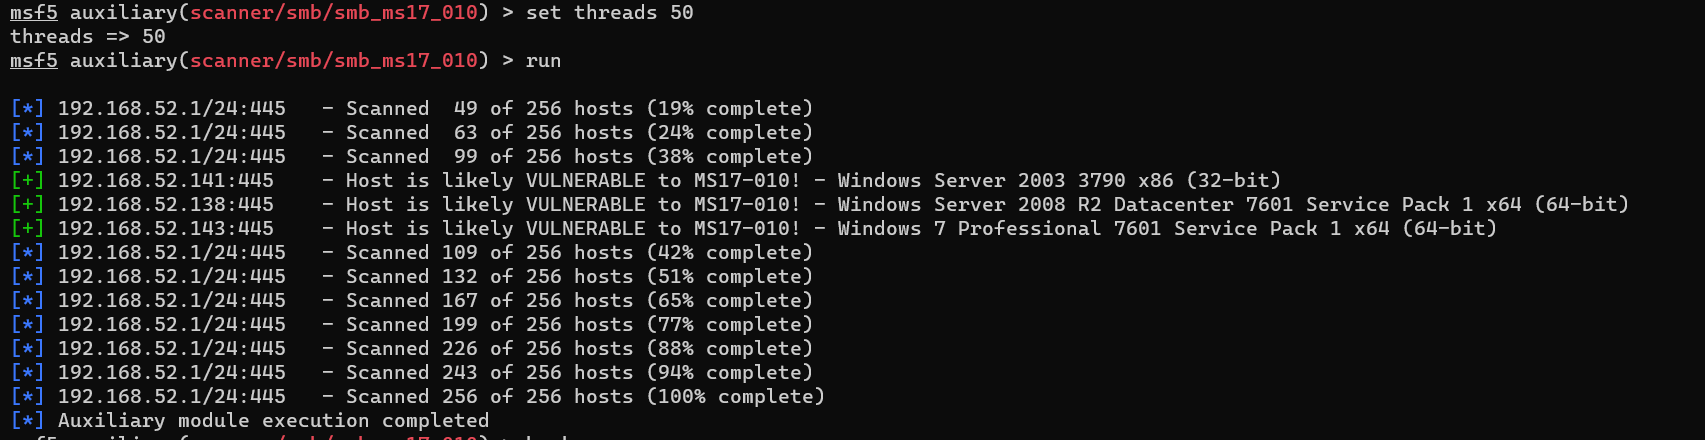 msf5 auxiliary(scanner/smb/smb_ms17_010) > set threads 50
threads => 50
msf5 auxiliary(scanner/smb/smb_ms17_010) > run
[*] 192.168.52.1/24:445   - Scanned  49 of 256 hosts (19% complete)
[*] 192.168.52.1/24:445   - Scanned  63 of 256 hosts (24% complete)
[*] 192.168.52.1/24:445   - Scanned  99 of 256 hosts (38% complete)
[+] 192.168.52.141:445    - Host is likely VULNERABLE to MS17-010! - Windows Server 2003 3790 x86 (32-bit)
[+] 192.168.52.138:445    - Host is likely VULNERABLE to MS17-010! - Windows Server 2008 R2 Datacenter 7601 Service Pack 1 x64 (64-bit)
[+] 192.168.52.143:445    - Host is likely VULNERABLE to MS17-010! - Windows 7 Professional 7601 Service Pack 1 x64 (64-bit)
[*] 192.168.52.1/24:445   - Scanned 109 of 256 hosts (42% complete)
[*] 192.168.52.1/24:445   - Scanned 132 of 256 hosts (51% complete)
[*] 192.168.52.1/24:445   - Scanned 167 of 256 hosts (65% complete)
[*] 192.168.52.1/24:445   - Scanned 199 of 256 hosts (77% complete)
[*] 192.168.52.1/24:445   - Scanned 226 of 256 hosts (88% complete)
[*] 192.168.52.1/24:445   - Scanned 243 of 256 hosts (94% complete)
[*] 192.168.52.1/24:445   - Scanned 256 of 256 hosts (100% complete)
[*] Auxiliary module execution completed
msf5 auxiliary(scanner/smb/smb_ms17_010) >